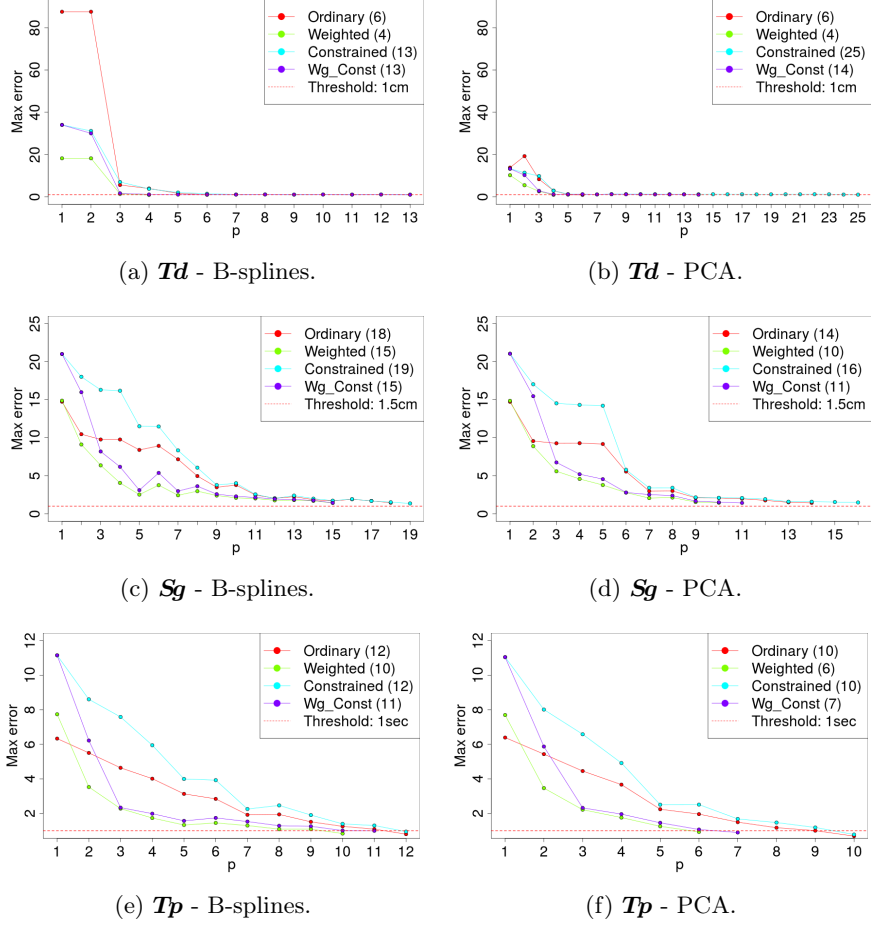 Max error
0 20 40 60 80
Ordinary (6)
Weighted (4)
Constrained (13)
Wg_Const (13)
Threshold: 1cm
1 2 3 4 5 6 7 8 9 10 11 12 13
p
(a) Td - B-splines.
Max error
0 20 40 60 80
Ordinary (6)
Weighted (4)
Constrained (25)
Wg_Const (14)
Threshold: 1cm
1 3 5 7 9 11 13 15 17 19 21 23 25
p
(b) Td - PCA.
Max error
0 5 10 15 20 25
Ordinary (18)
Weighted (15)
Constrained (19)
Wg_Const (15)
Threshold: 1.5cm
1 3 5 7 9 11 13 15 17 19
p
(c) Sg - B-splines.
Max error
0 5 10 15 20 25
Ordinary (14)
Weighted (10)
Constrained (16)
Wg_Const (11)
Threshold: 1.5cm
1 2 3 4 5 6 7 8 9 11 13 15
p
(d) Sg - PCA.
Max error
2 4 6 8 10 12
Ordinary (12)
Weighted (10)
Constrained (12)
Wg_Const (11)
Threshold: 1sec
1 2 3 4 5 6 7 8 9 10 11 12
p
(e) Tp - B-splines.
Max error
2 4 6 8 10 12
Ordinary (10)
Weighted (6)
Constrained (10)
Wg_Const (7)
Threshold: 1sec
1 2 3 4 5 6 7 8 9 10
p
(f) Tp - PCA.